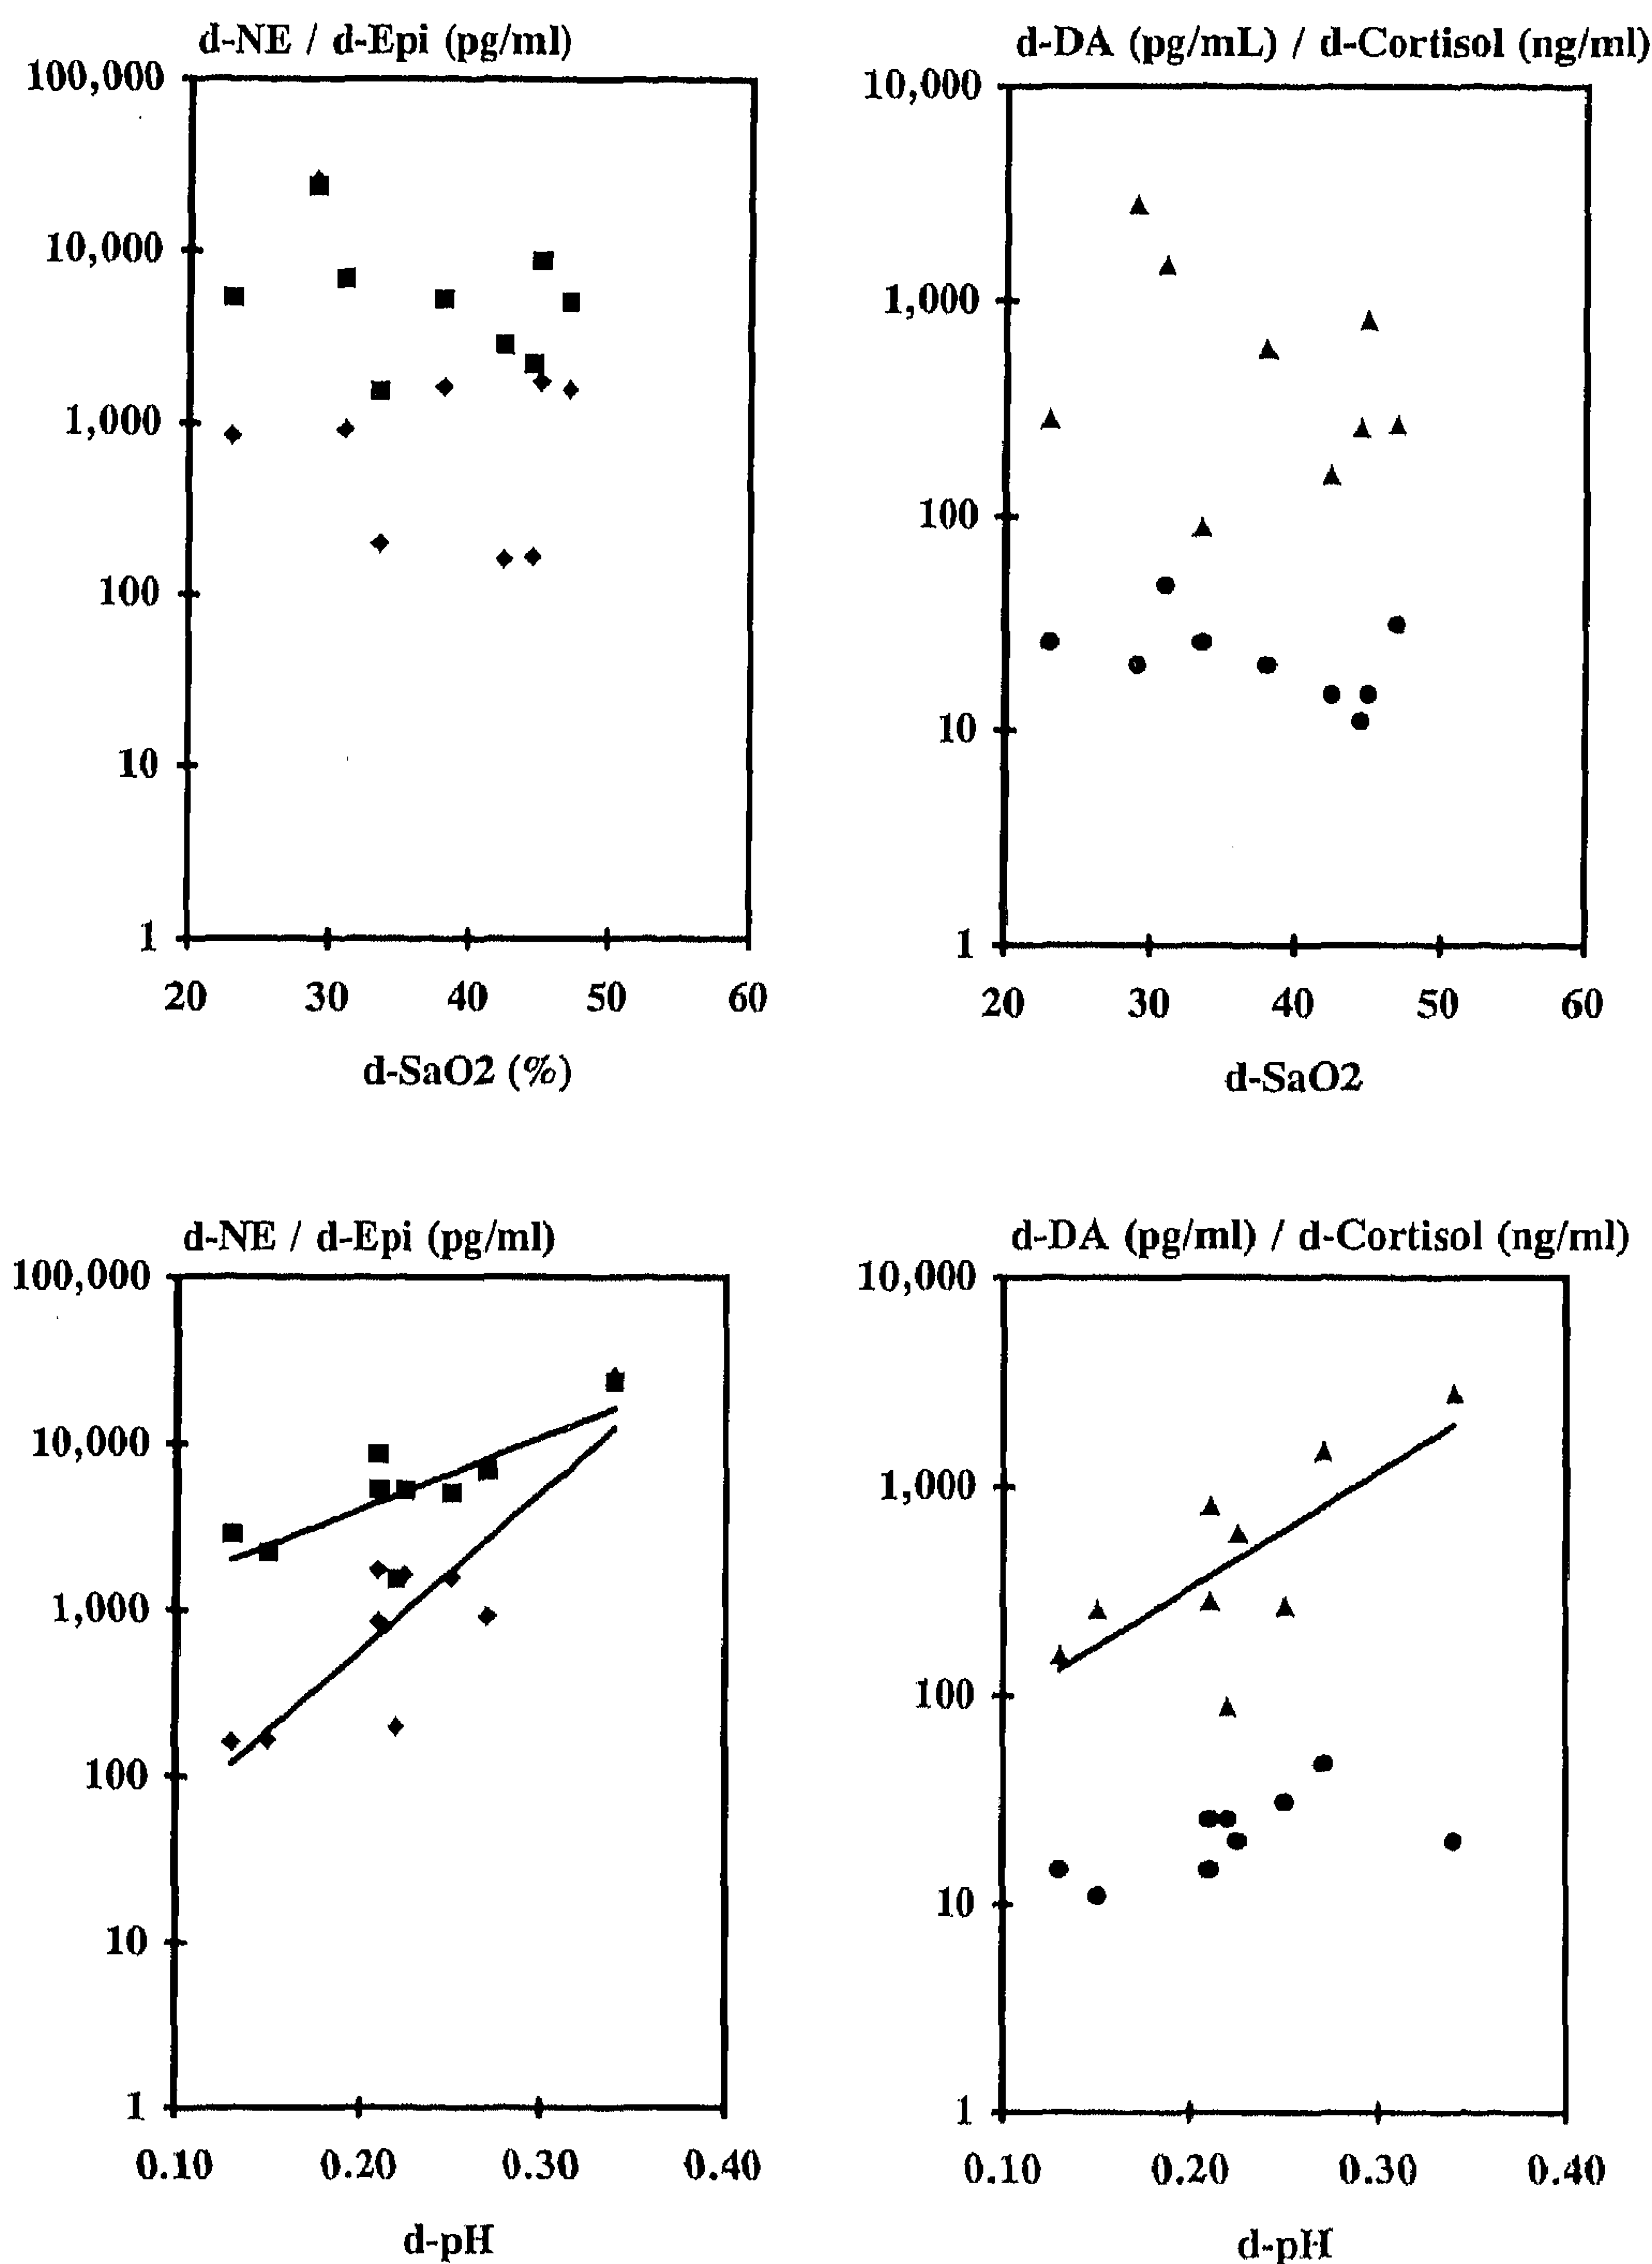 d-NE / d-Epi (pg/ml)
100,000
10,000
1,000
100
10
1
20 30 40 50 60
d-SaO2 (%)
d-DA (pg/mL) / d-Cortisol (ng/ml)
10,000
1,000
100
10
1
20 30 40 50 60
d-SaO2
d-NE / d-Epi (pg/ml)
100,000
10,000
1,000
100
10
1
0.10 0.20 0.30 0.40
d-pH
d-DA (pg/ml) / d-Cortisol (ng/ml)
10,000
1,000
100
10
1
0.10 0.20 0.30 0.40
d-pH